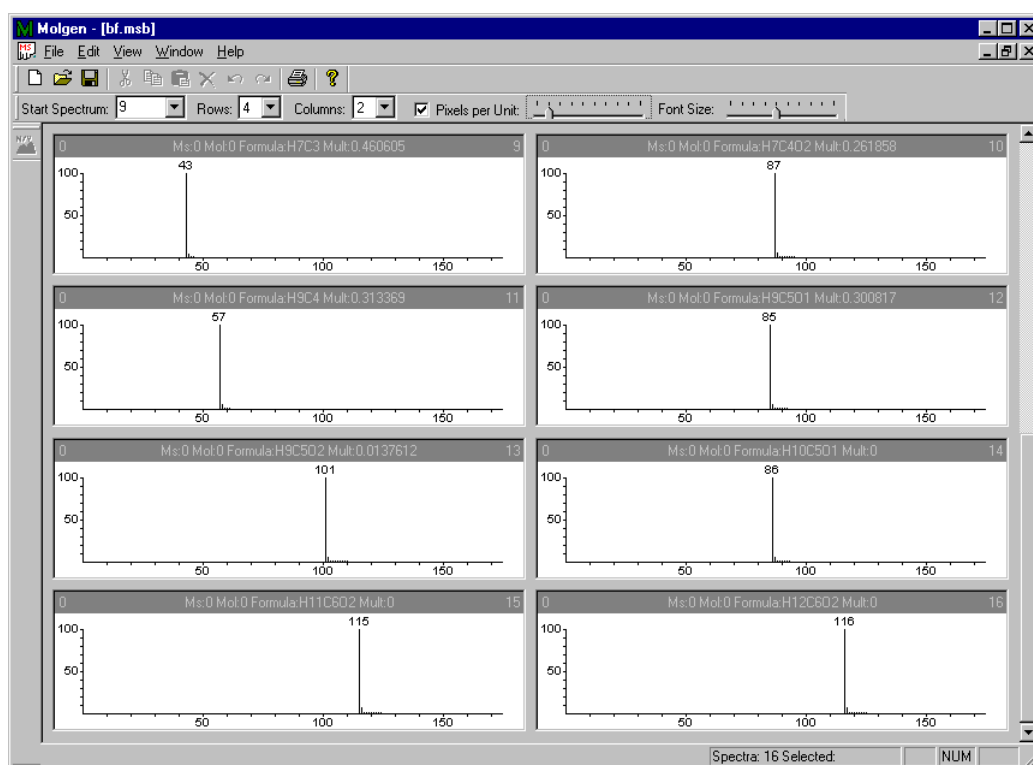 Molgen - [bf.msb]
File Edit View Window Help
Start Spectrum: 9 Rows: 4 Columns: 2 Pixels per Unit: Font Size:
0 Ms:0 Mol:0 Formula:H7C3 Mult:0.460605 9
43
100
50
50 100 150
0 Ms:0 Mol:0 Formula:H7C4O2 Mult:0.261858 10
87
100
50
50 100 150
0 Ms:0 Mol:0 Formula:H9C4 Mult:0.313369 11
57
100
50
50 100 150
0 Ms:0 Mol:0 Formula:H9C5O1 Mult:0.300817 12
85
100
50
50 100 150
0 Ms:0 Mol:0 Formula:H9C5O2 Mult:0.0137612 13
101
100
50
50 100 150
0 Ms:0 Mol:0 Formula:H10C5O1 Mult:0 14
86
100
50
50 100 150
0 Ms:0 Mol:0 Formula:H11C6O2 Mult:0 15
115
100
50
50 100 150
0 Ms:0 Mol:0 Formula:H12C6O2 Mult:0 16
116
100
50
50 100 150
Spectra: 16 Selected: NUM